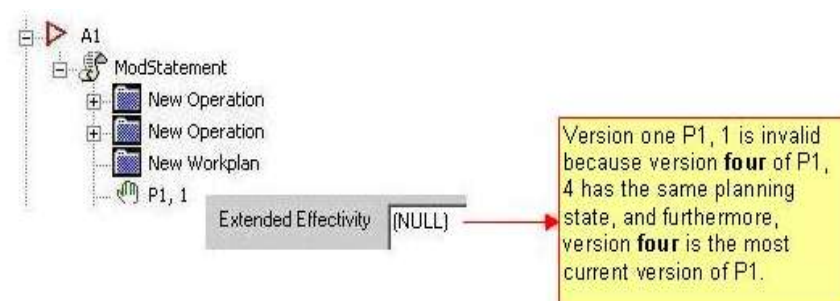 A1
ModStatement
New Operation
New Operation
New Workplan
P1, 1
Extended Effectivity (NULL)
Version one P1, 1 is invalid
because version four of P1,
4 has the same planning
state, and furthermore,
version four is the most
current version of P1.